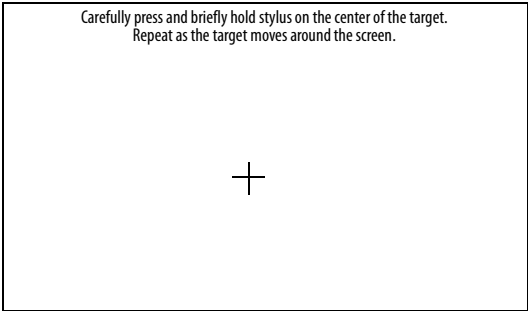 Carefully press and briefly hold stylus on the center of the target.
Repeat as the target moves around the screen.